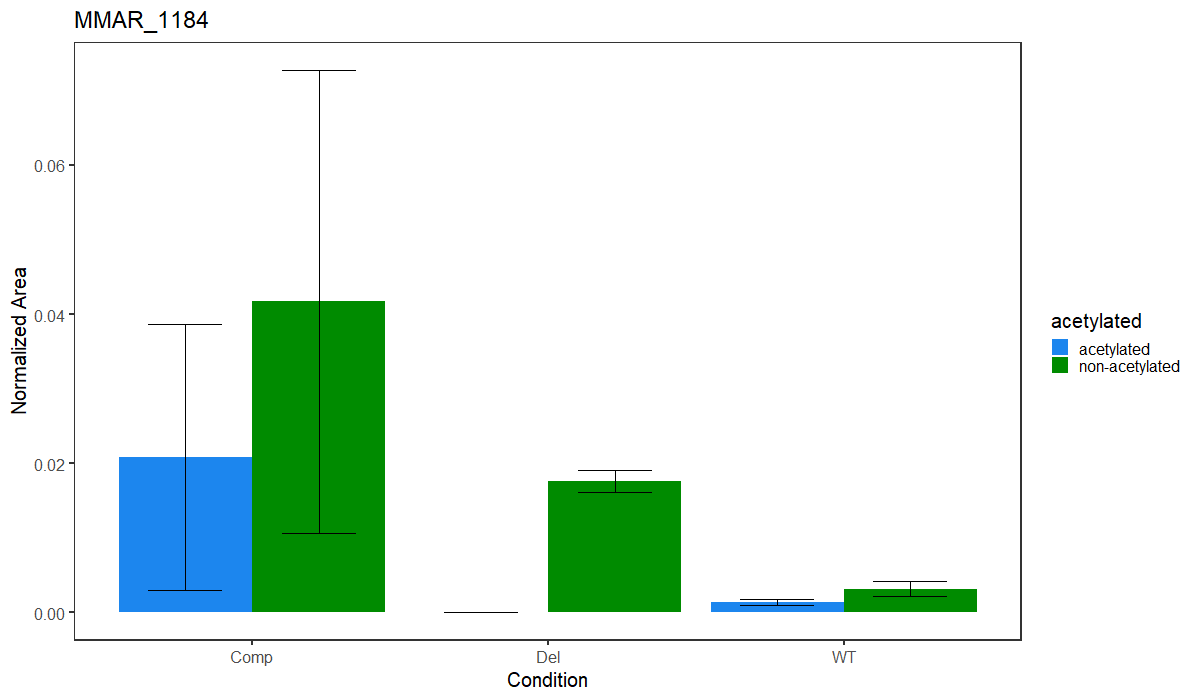 MMAR_1184
Normalized Area
0.06
0.04
0.02
0.00
Comp
Del
WT
Condition
acetylated
acetylated
non-acetylated